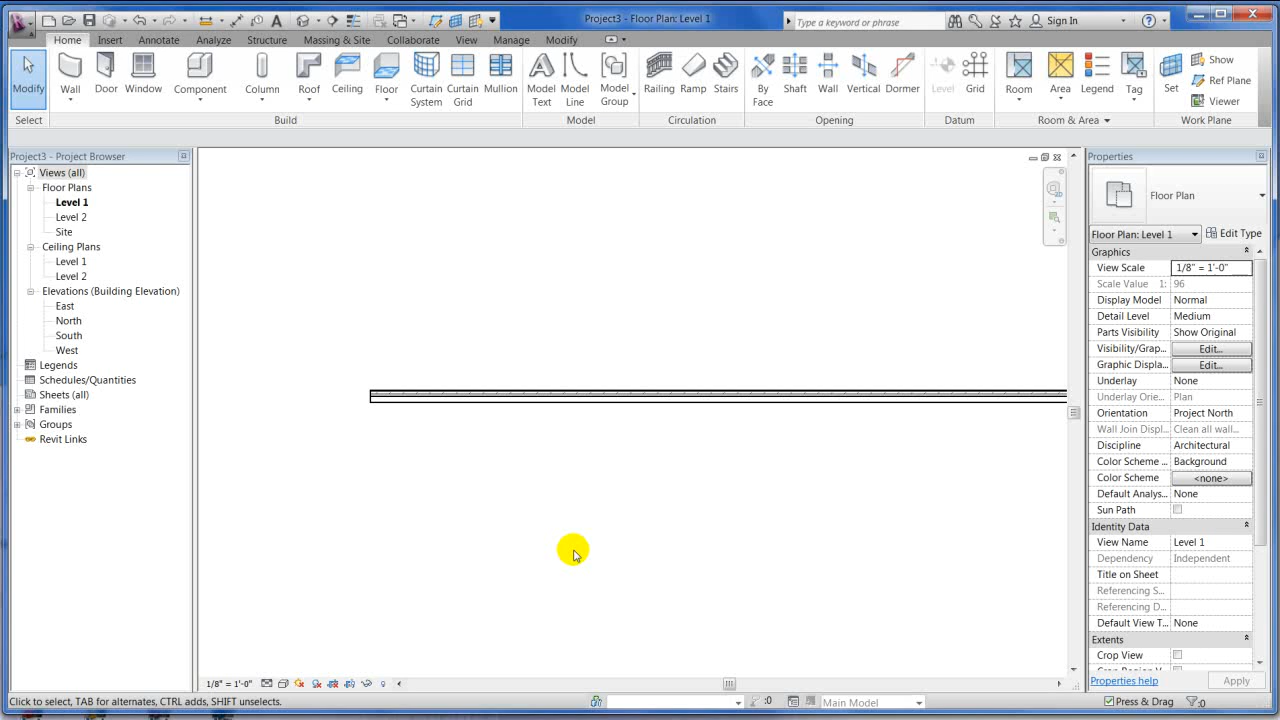 Project3 - Floor Plan: Level 1
Type a keyword or phrase
Sign In
Home Insert Annotate Analyze Structure Massing & Site Collaborate View Manage Modify
Modify Wall Door Window Component Column Roof Ceiling Floor Curtain System Curtain Grid Mullion Model Text Model Line Model Group Railing Ramp Stairs By Face Shaft Wall Vertical Dormer Level Grid Room Area Legend Tag Set Show
Ref Plane
Viewer
Select Build Model Circulation Opening Datum Room & Area Work Plane
Project3 - Project Browser
Views (all)
Floor Plans
Level 1
Level 2
Site
Ceiling Plans
Level 1
Level 2
Elevations (Building Elevation)
East
North
South
West
Legends
Schedules/Quantities
Sheets (all)
Families
Groups
Revit Links
Properties
Floor Plan
Floor Plan: Level 1 Edit Type
Graphics
View Scale 1/8" = 1'-0"
Scale Value 1: 96
Display Model Normal
Detail Level Medium
Parts Visibility Show Original
Visibility/Grap... Edit...
Graphic Displa... Edit...
Underlay None
Underlay Orie... Plan
Orientation Project North
Wall Join Displ... Clean all wall...
Discipline Architectural
Color Scheme ... Background
Color Scheme <none>
Default Analys... None
Sun Path
Identity Data
View Name Level 1
Dependency Independent
Title on Sheet
Referencing S...
Referencing D...
Default View T... None
Extents
Crop View
Properties help Apply
1/8" = 1'-0"
Click to select, TAB for alternates, CTRL adds, SHIFT unselects. :0 Main Model Press & Drag :0